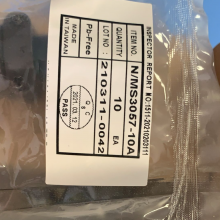 INSPECTOR REPORT NO:1511-20210203111
ITEM NO. N/MS3057-10A
QUANTITY 10 EA
LOT NO: 210311-0042
Pb-Free
MADE IN TAIWAN
Q C
2021. 03. 12
PASS